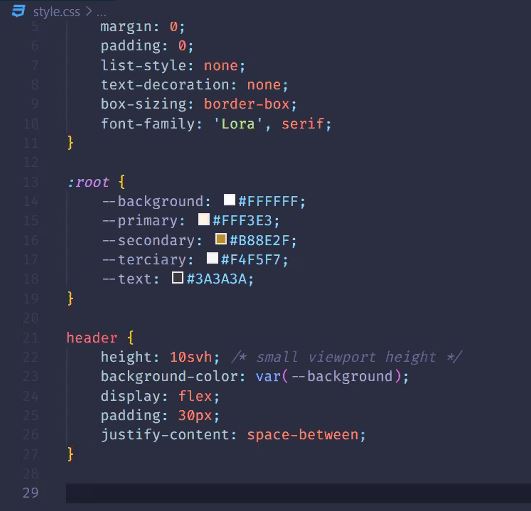 style.css > ...
5 margin: 0;
6 padding: 0;
7 list-style: none;
8 text-decoration: none;
9 box-sizing: border-box;
10 font-family: 'Lora', serif;
11 }
12
13 :root {
14 --background: #FFFFFF;
15 --primary: #FFF3E3;
16 --secondary: #B88E2F;
17 --terciary: #F4F5F7;
18 --text: #3A3A3A;
19 }
20
21 header {
22 height: 10svh; /* small viewport height */
23 background-color: var(--background);
24 display: flex;
25 padding: 30px;
26 justify-content: space-between;
27 }
28
29